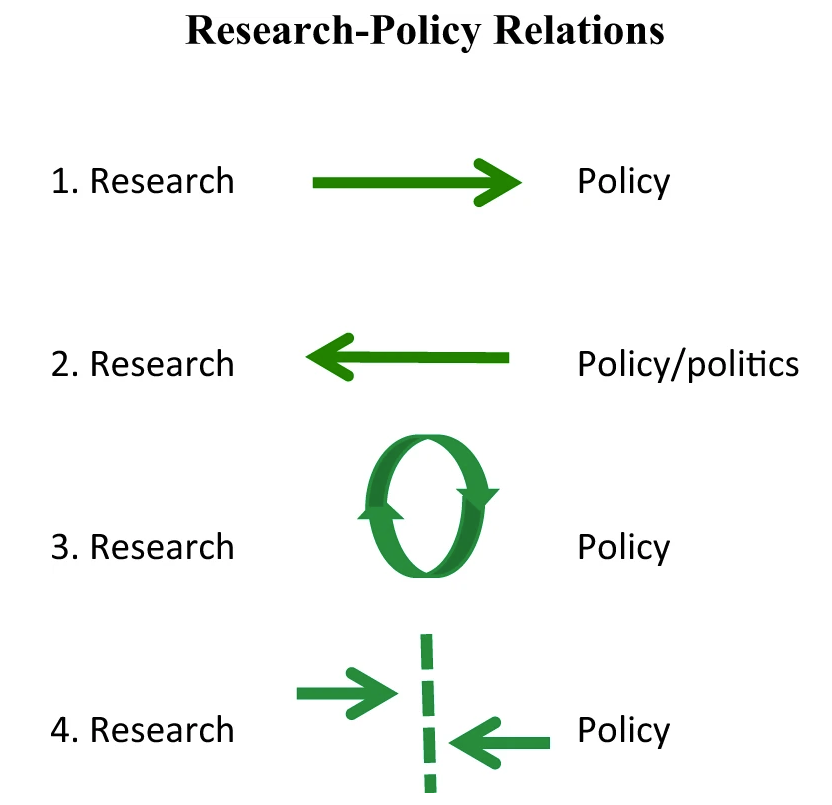 Research-Policy Relations
1. Research Policy
2. Research Policy/politics
3. Research Policy
4. Research Policy